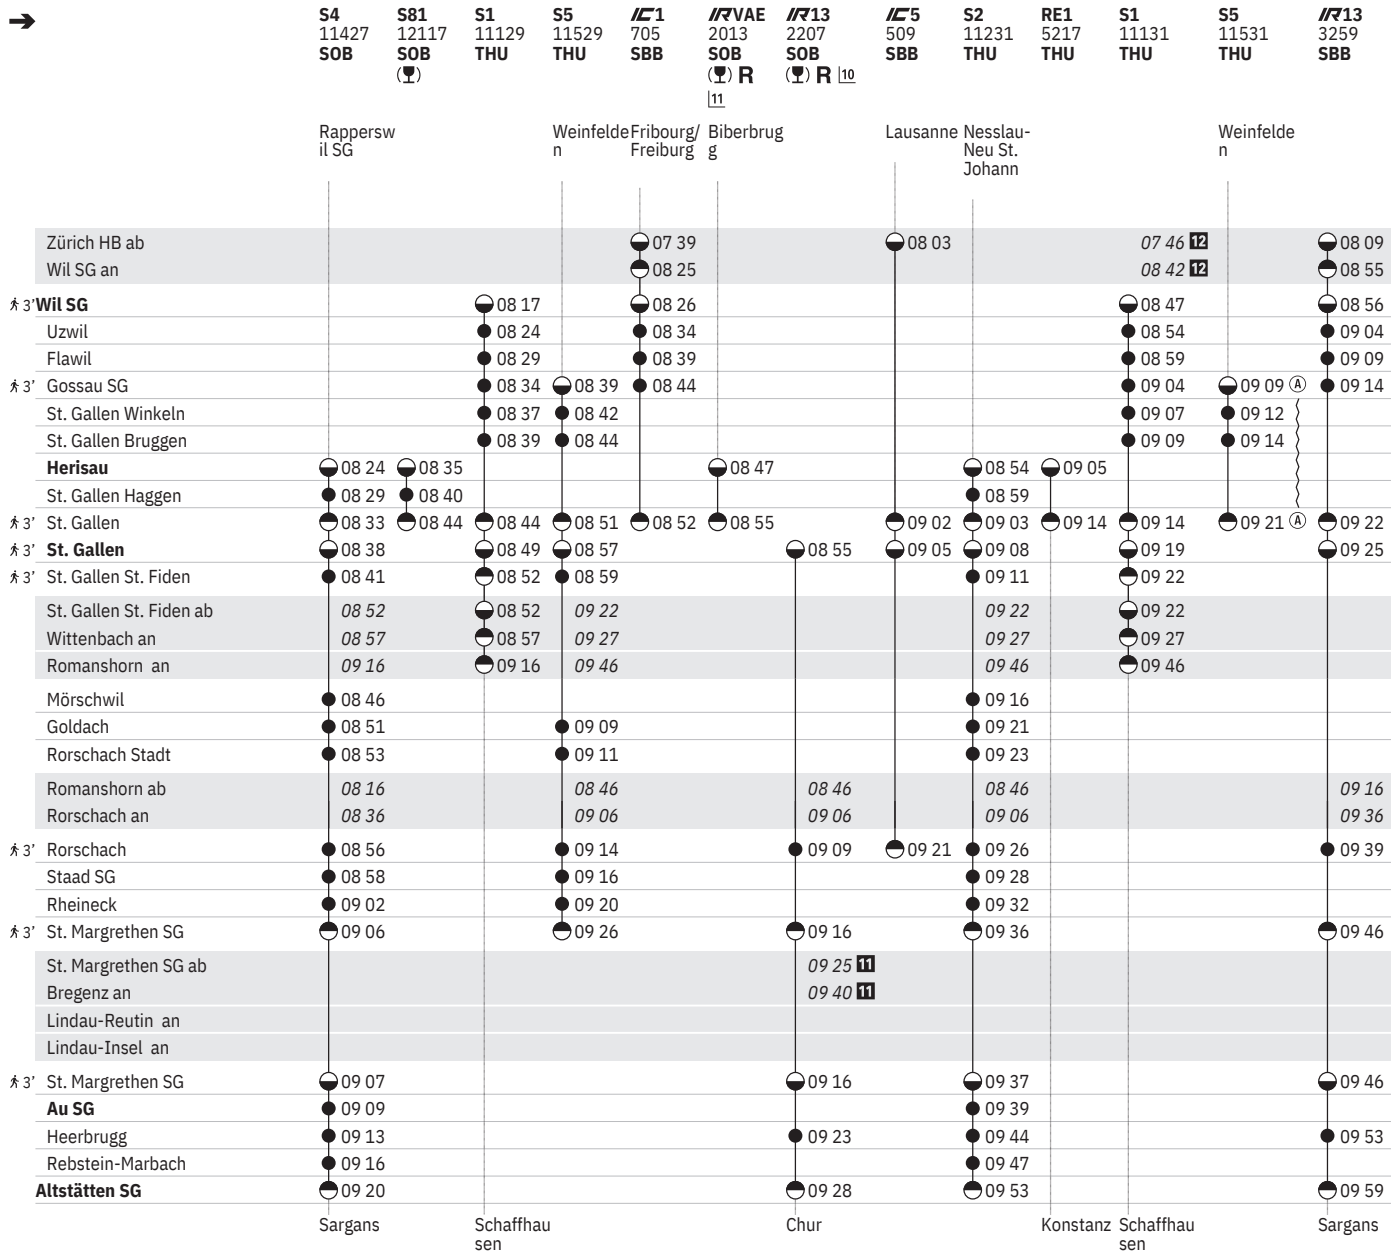 ➔ S4 S81 S1 S5 IC1 IRVAE IR13 IC5 S2 RE1 S1 S5 IR13
11427 12117 11129 11529 705 2013 2207 509 11231 5217 11131 11531 3259
SOB SOB THU THU SBB SOB SOB SBB THU THU THU THU SBB
( ) ( ) R ( ) R 10
11
Rappersw Weinfelde Fribourg/ Biberbrug Lausanne Nesslau- Weinfelde
il SG n Freiburg g Neu St. n
Johann
Zürich HB ab 07 39 08 03 07 46 12 08 09
Wil SG an 08 25 08 42 12 08 55
3' Wil SG 08 17 08 26 08 47 08 56
Uzwil 08 24 08 34 08 54 09 04
Flawil 08 29 08 39 08 59 09 09
3' Gossau SG 08 34 08 39 08 44 09 04 09 09 A 09 14
St. Gallen Winkeln 08 37 08 42 09 07 09 12
St. Gallen Bruggen 08 39 08 44 09 09 09 14
Herisau 08 24 08 35 08 47 08 54 09 05
St. Gallen Haggen 08 29 08 40 08 59
3' St. Gallen 08 33 08 44 08 44 08 51 08 52 08 55 09 02 09 03 09 14 09 14 09 21 A 09 22
3' St. Gallen 08 38 08 49 08 57 08 55 09 05 09 08 09 19 09 25
3' St. Gallen St. Fiden 08 41 08 52 08 59 09 11 09 22
St. Gallen St. Fiden ab 08 52 08 52 09 22 09 22 09 22
Wittenbach an 08 57 08 57 09 27 09 27 09 27
Romanshorn an 09 16 09 16 09 46 09 46 09 46
Mörschwil 08 46 09 16
Goldach 08 51 09 09 09 21
Rorschach Stadt 08 53 09 11 09 23
Romanshorn ab 08 16 08 46 08 46 08 46 09 16
Rorschach an 08 36 09 06 09 06 09 06 09 36
3' Rorschach 08 56 09 14 09 09 09 21 09 26 09 39
Staad SG 08 58 09 16 09 28
Rheineck 09 02 09 20 09 32
3' St. Margrethen SG 09 06 09 26 09 16 09 36 09 46
St. Margrethen SG ab 09 25 11
Bregenz an 09 40 11
Lindau-Reutin an
Lindau-Insel an
3' St. Margrethen SG 09 07 09 16 09 37 09 46
Au SG 09 09 09 39
Heerbrugg 09 13 09 23 09 44 09 53
Rebstein-Marbach 09 16 09 47
Altstätten SG 09 20 09 28 09 53 09 59
Sargans Schaffhau Chur Konstanz Schaffhau Sargans
sen sen